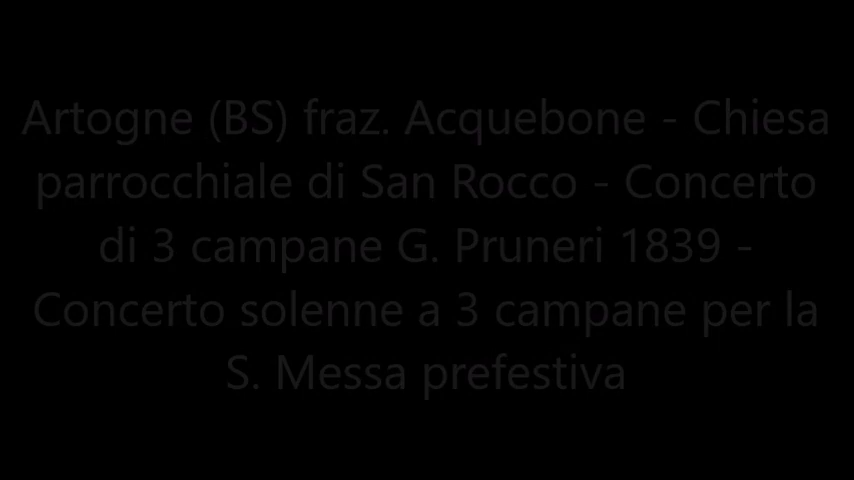 Artogne (BS) fraz. Acquebone - Chiesa
parrocchiale di San Rocco - Concerto
di 3 campane G. Pruneri 1839 -
Concerto solenne a 3 campane per la
S. Messa prefestiva